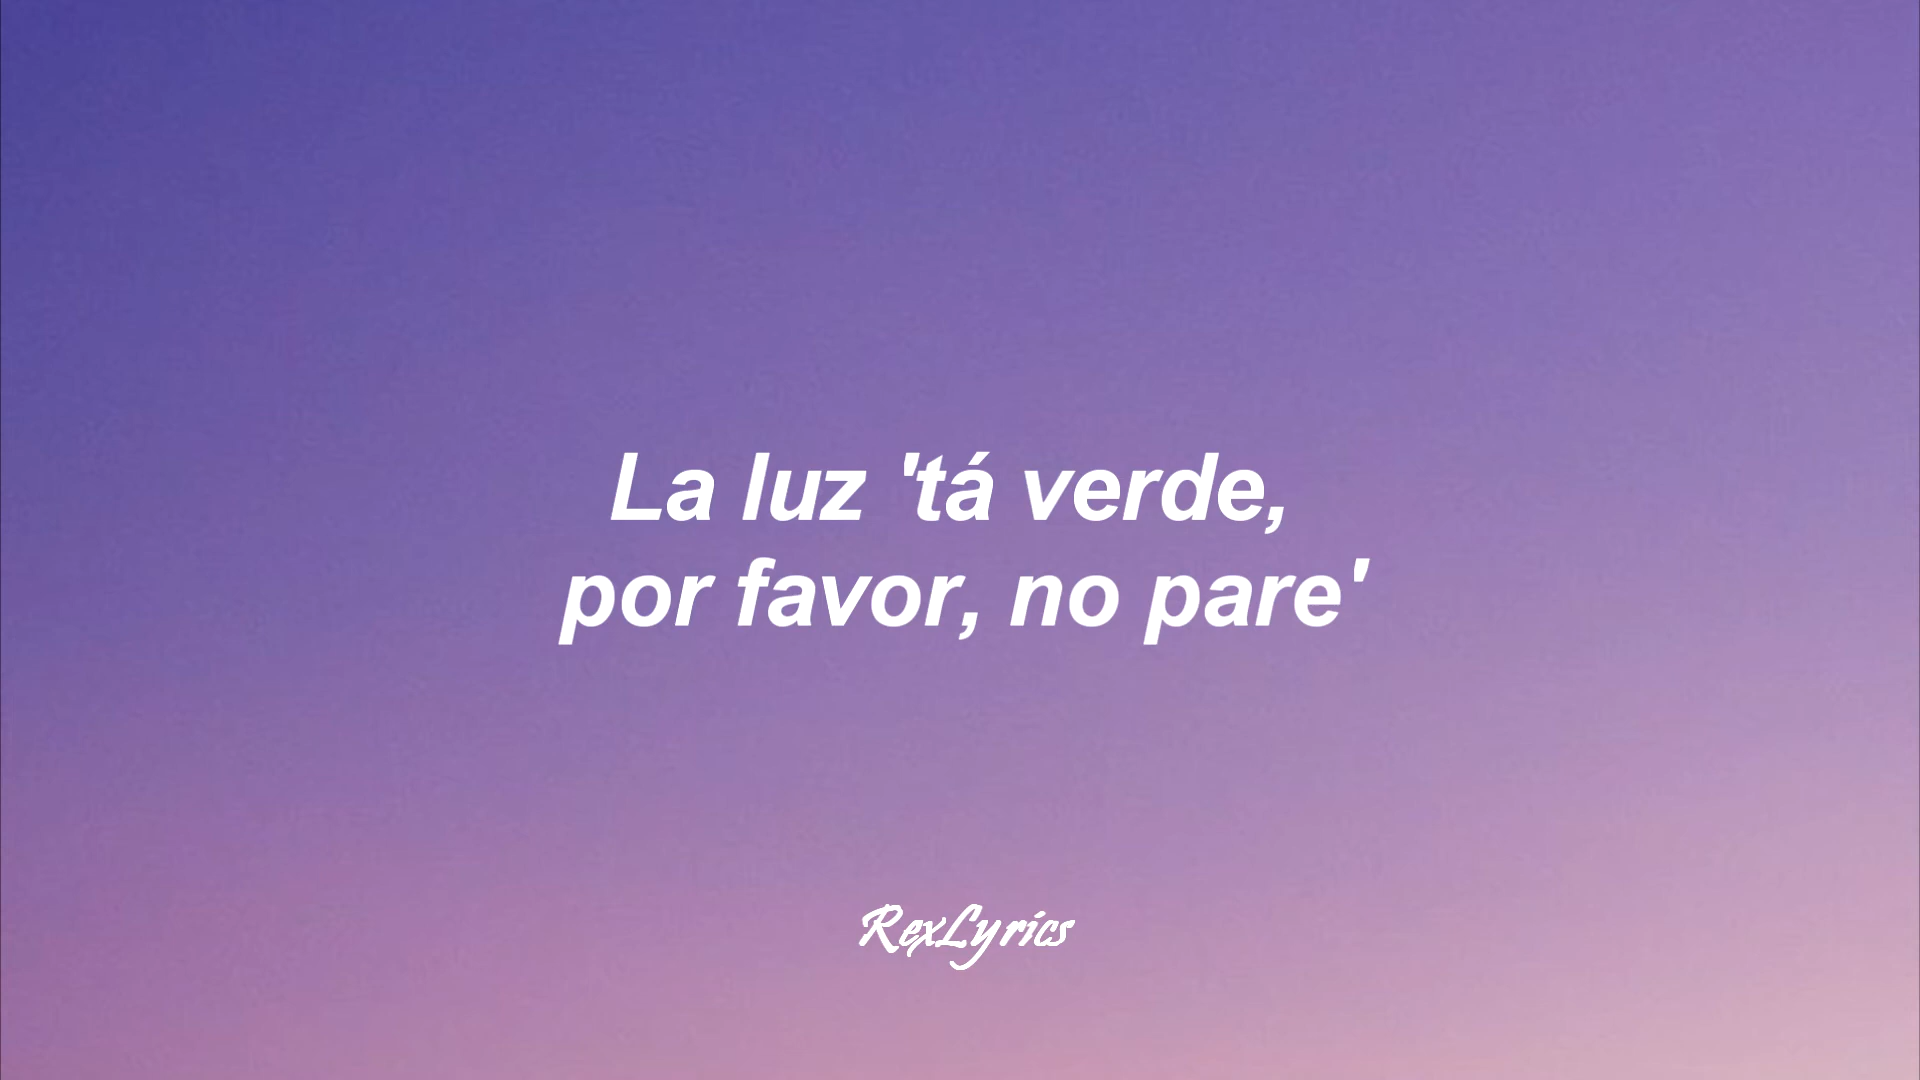 La luz 'tá verde,
por favor, no pare'
RexLyrics